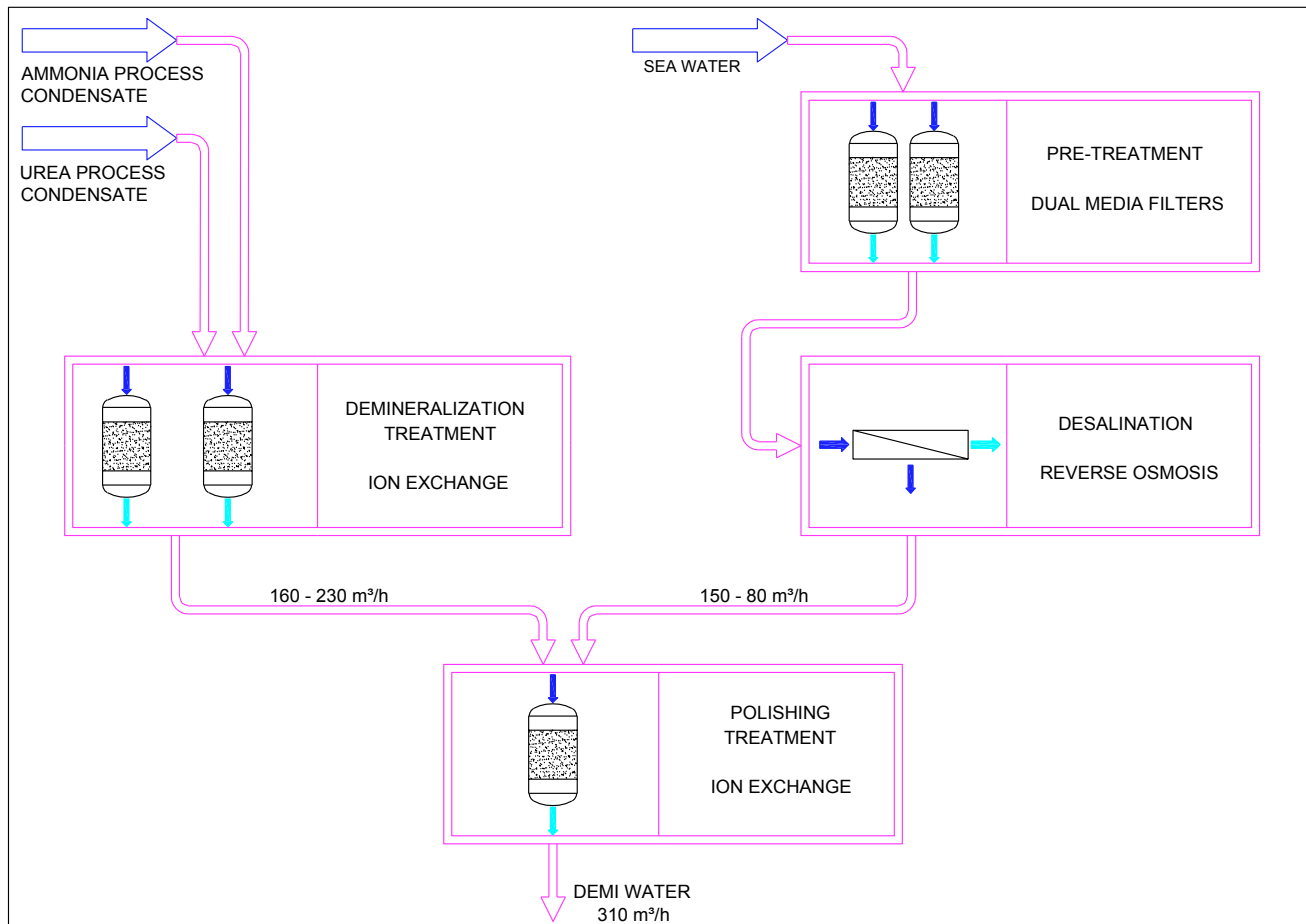 AMMONIA PROCESS
CONDENSATE
UREA PROCESS
CONDENSATE
SEA WATER
PRE-TREATMENT
DUAL MEDIA FILTERS
DEMINERALIZATION
TREATMENT
ION EXCHANGE
DESALINATION
REVERSE OSMOSIS
160 - 230 m³/h
150 - 80 m³/h
POLISHING
TREATMENT
ION EXCHANGE
DEMI WATER
310 m³/h